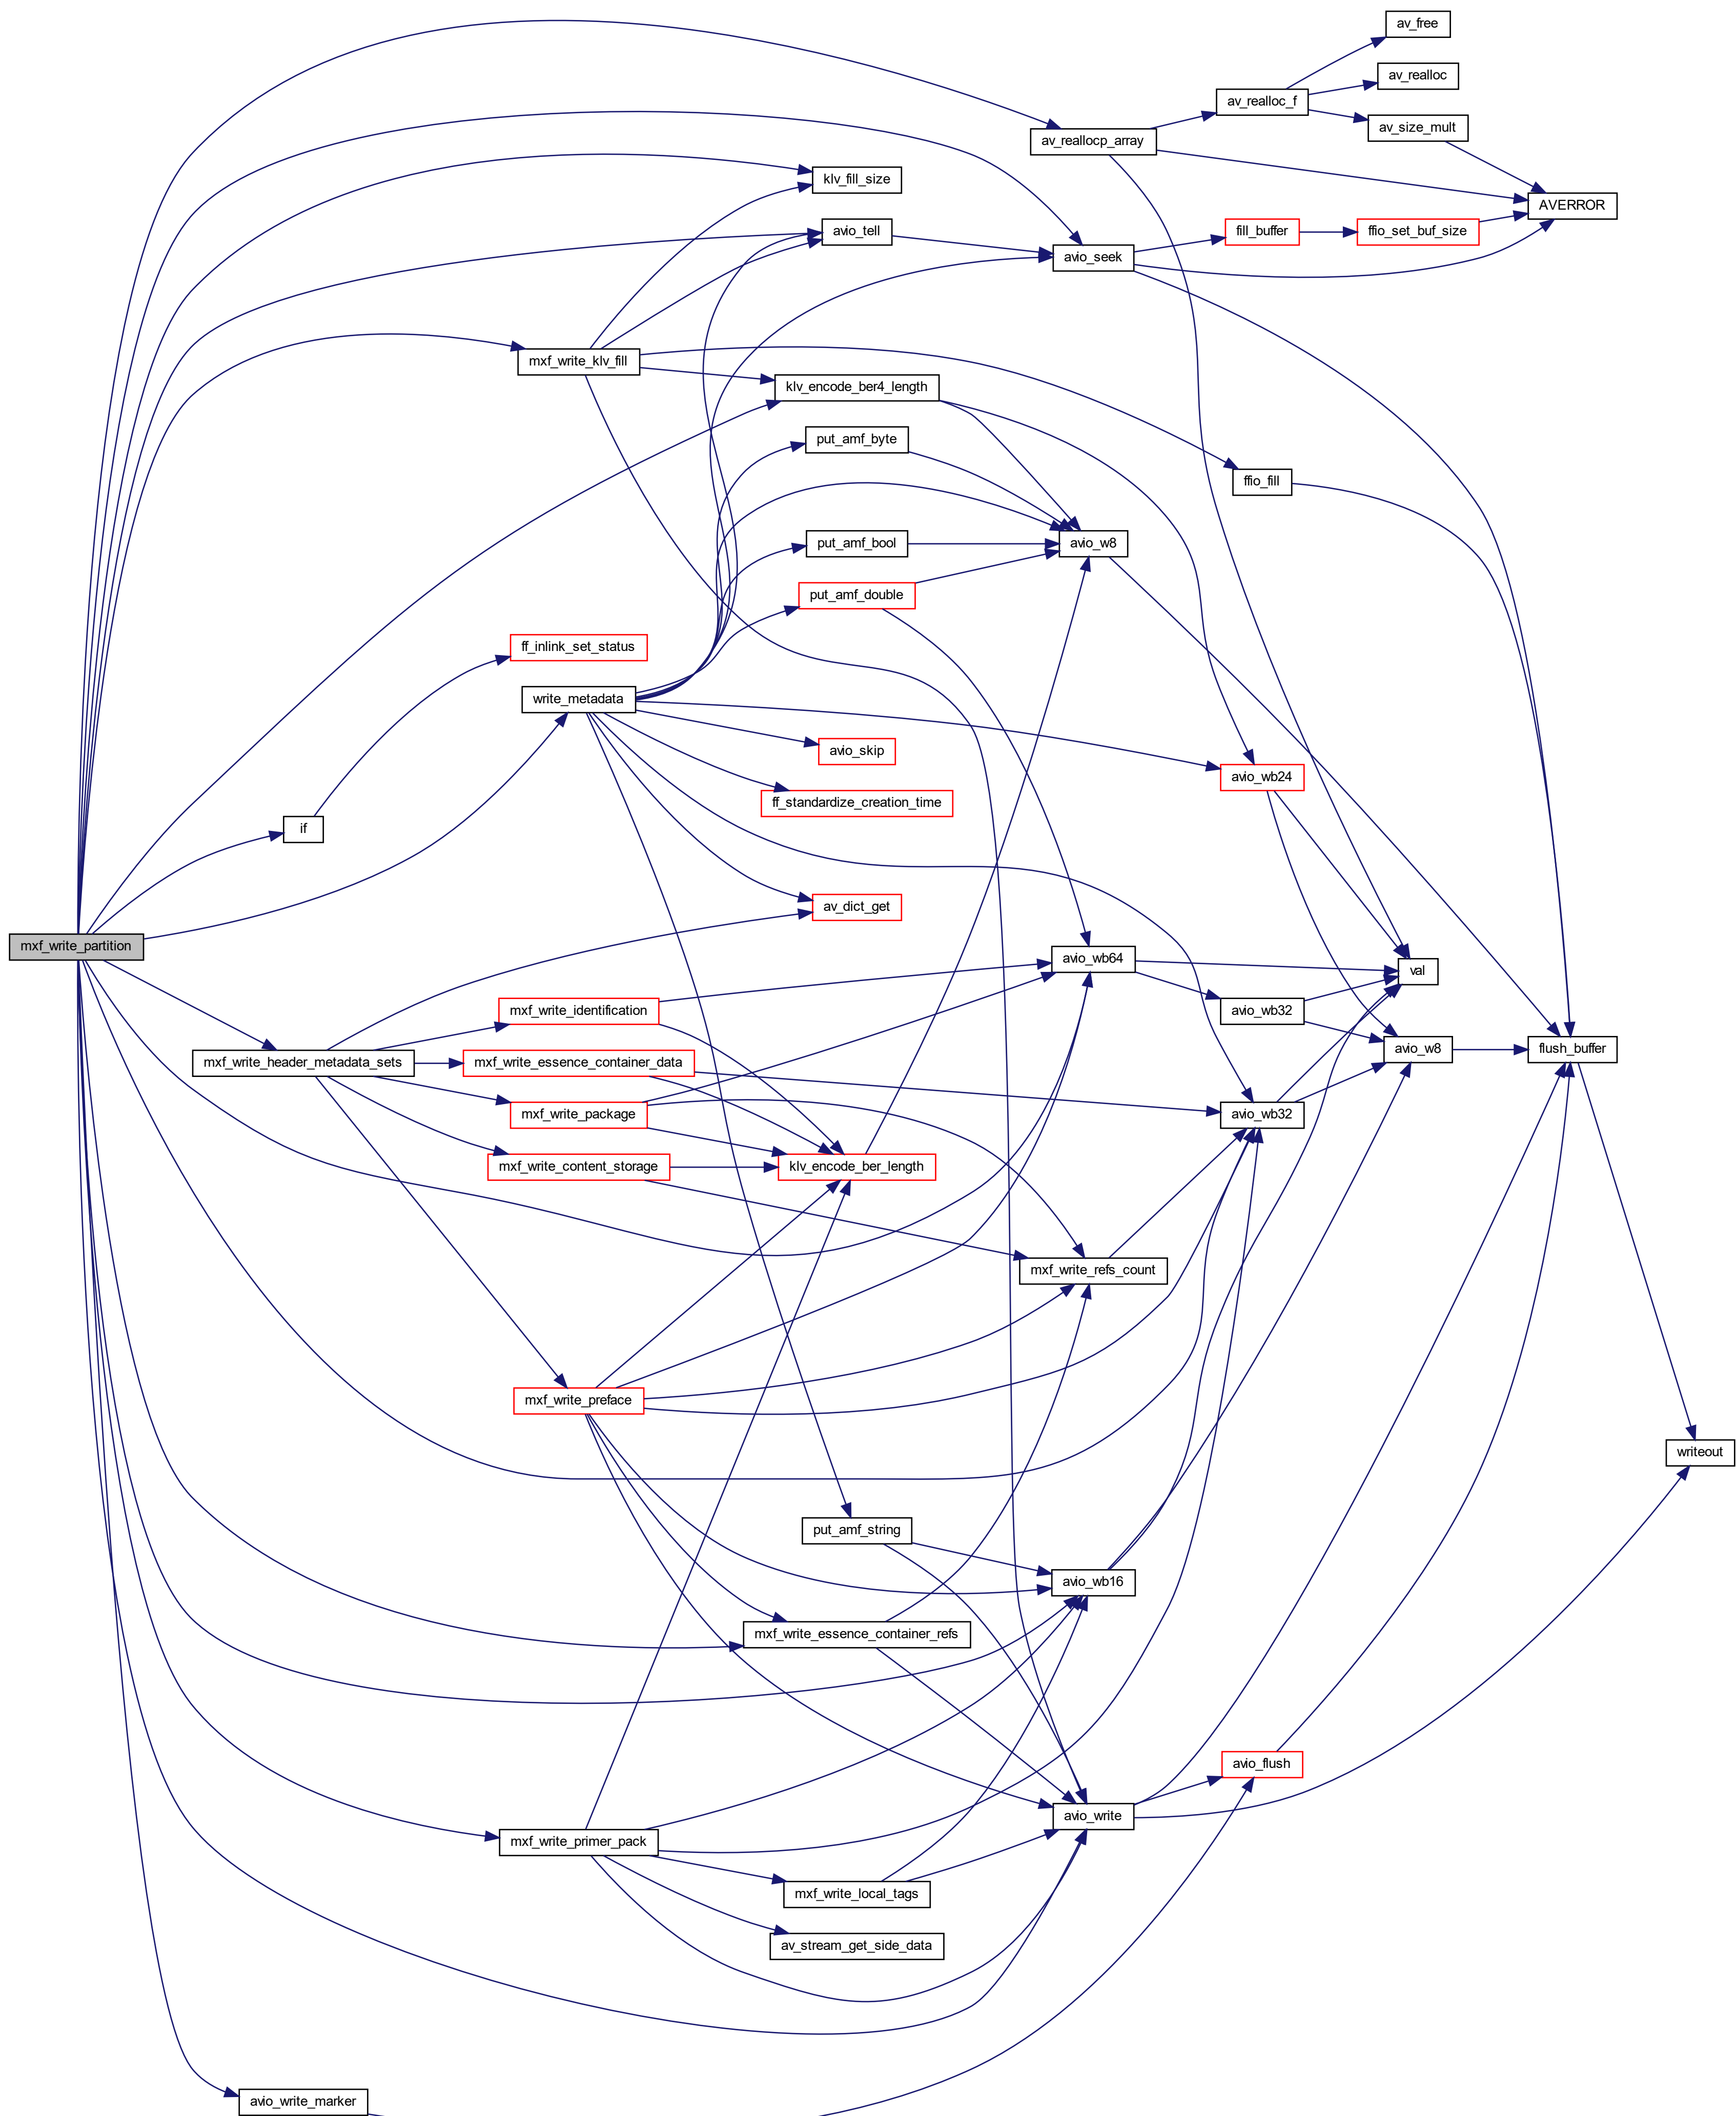 av_free
av_realloc
av_realloc_f
av_size_mult
av_reallocp_array
klv_fill_size
AVERROR
avio_tell
fill_buffer
ffio_set_buf_size
avio_seek
mxf_write_klv_fill
klv_encode_ber4_length
put_amf_byte
ffio_fill
put_amf_bool
avio_w8
put_amf_double
ff_inlink_set_status
write_metadata
avio_skip
avio_wb24
ff_standardize_creation_time
if
av_dict_get
mxf_write_partition
avio_wb64
val
mxf_write_identification
avio_wb32
mxf_write_header_metadata_sets
mxf_write_essence_container_data
avio_w8
flush_buffer
mxf_write_package
avio_wb32
mxf_write_content_storage
klv_encode_ber_length
mxf_write_refs_count
mxf_write_preface
writeout
put_amf_string
avio_wb16
mxf_write_essence_container_refs
avio_flush
avio_write
mxf_write_primer_pack
mxf_write_local_tags
av_stream_get_side_data
avio_write_marker